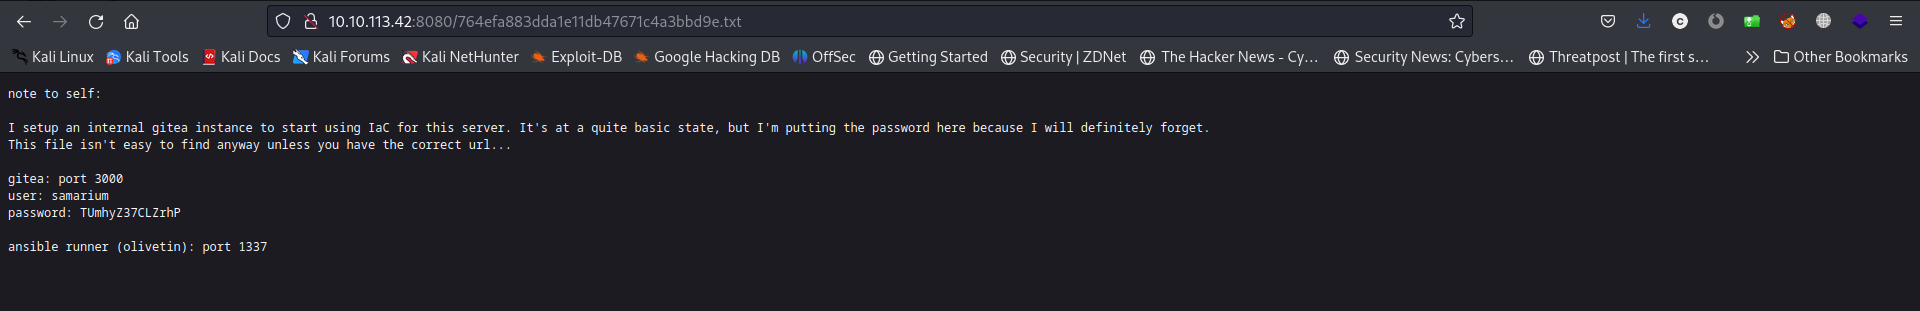 10.10.113.42:8080/764efa883dda1e11db47671c4a3bbd9e.txt
Kali Linux Kali Tools Kali Docs Kali Forums Kali NetHunter Exploit-DB Google Hacking DB OffSec Getting Started Security | ZDNet The Hacker News - Cy… Security News: Cybers… Threatpost | The first s… Other Bookmarks
note to self:
I setup an internal gitea instance to start using IaC for this server. It's at a quite basic state, but I'm putting the password here because I will definitely forget.
This file isn't easy to find anyway unless you have the correct url...
gitea: port 3000
user: samarium
password: TUmhyZ37CLZrhP
ansible runner (olivetin): port 1337